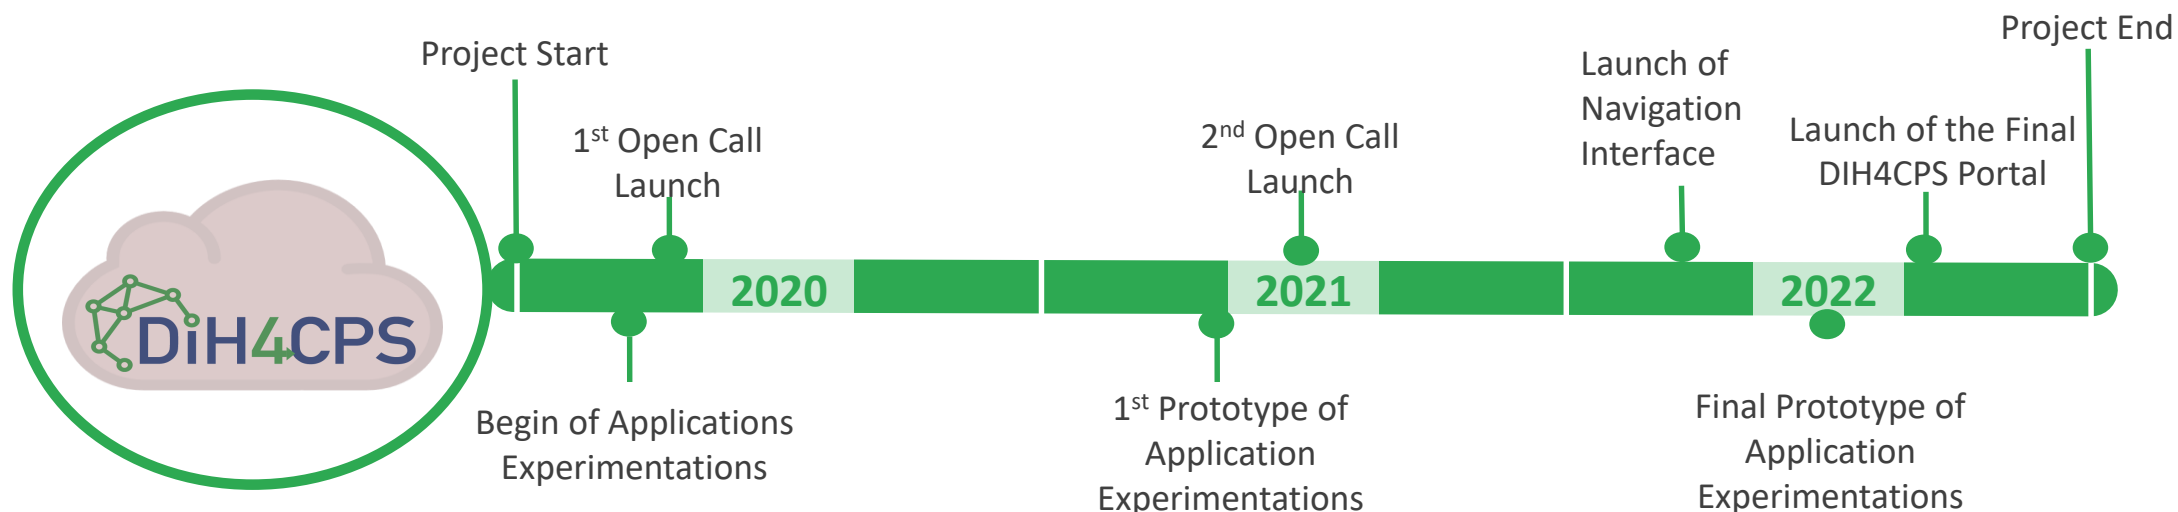 Project Start
Project End
1st Open Call
Launch
2nd Open Call
Launch
Launch of
Navigation
Interface
Launch of the Final
DIH4CPS Portal
DiH4CPS
2020
2021
2022
Begin of Applications
Experimentations
1st Prototype of
Application
Experimentations
Final Prototype of
Application
Experimentations